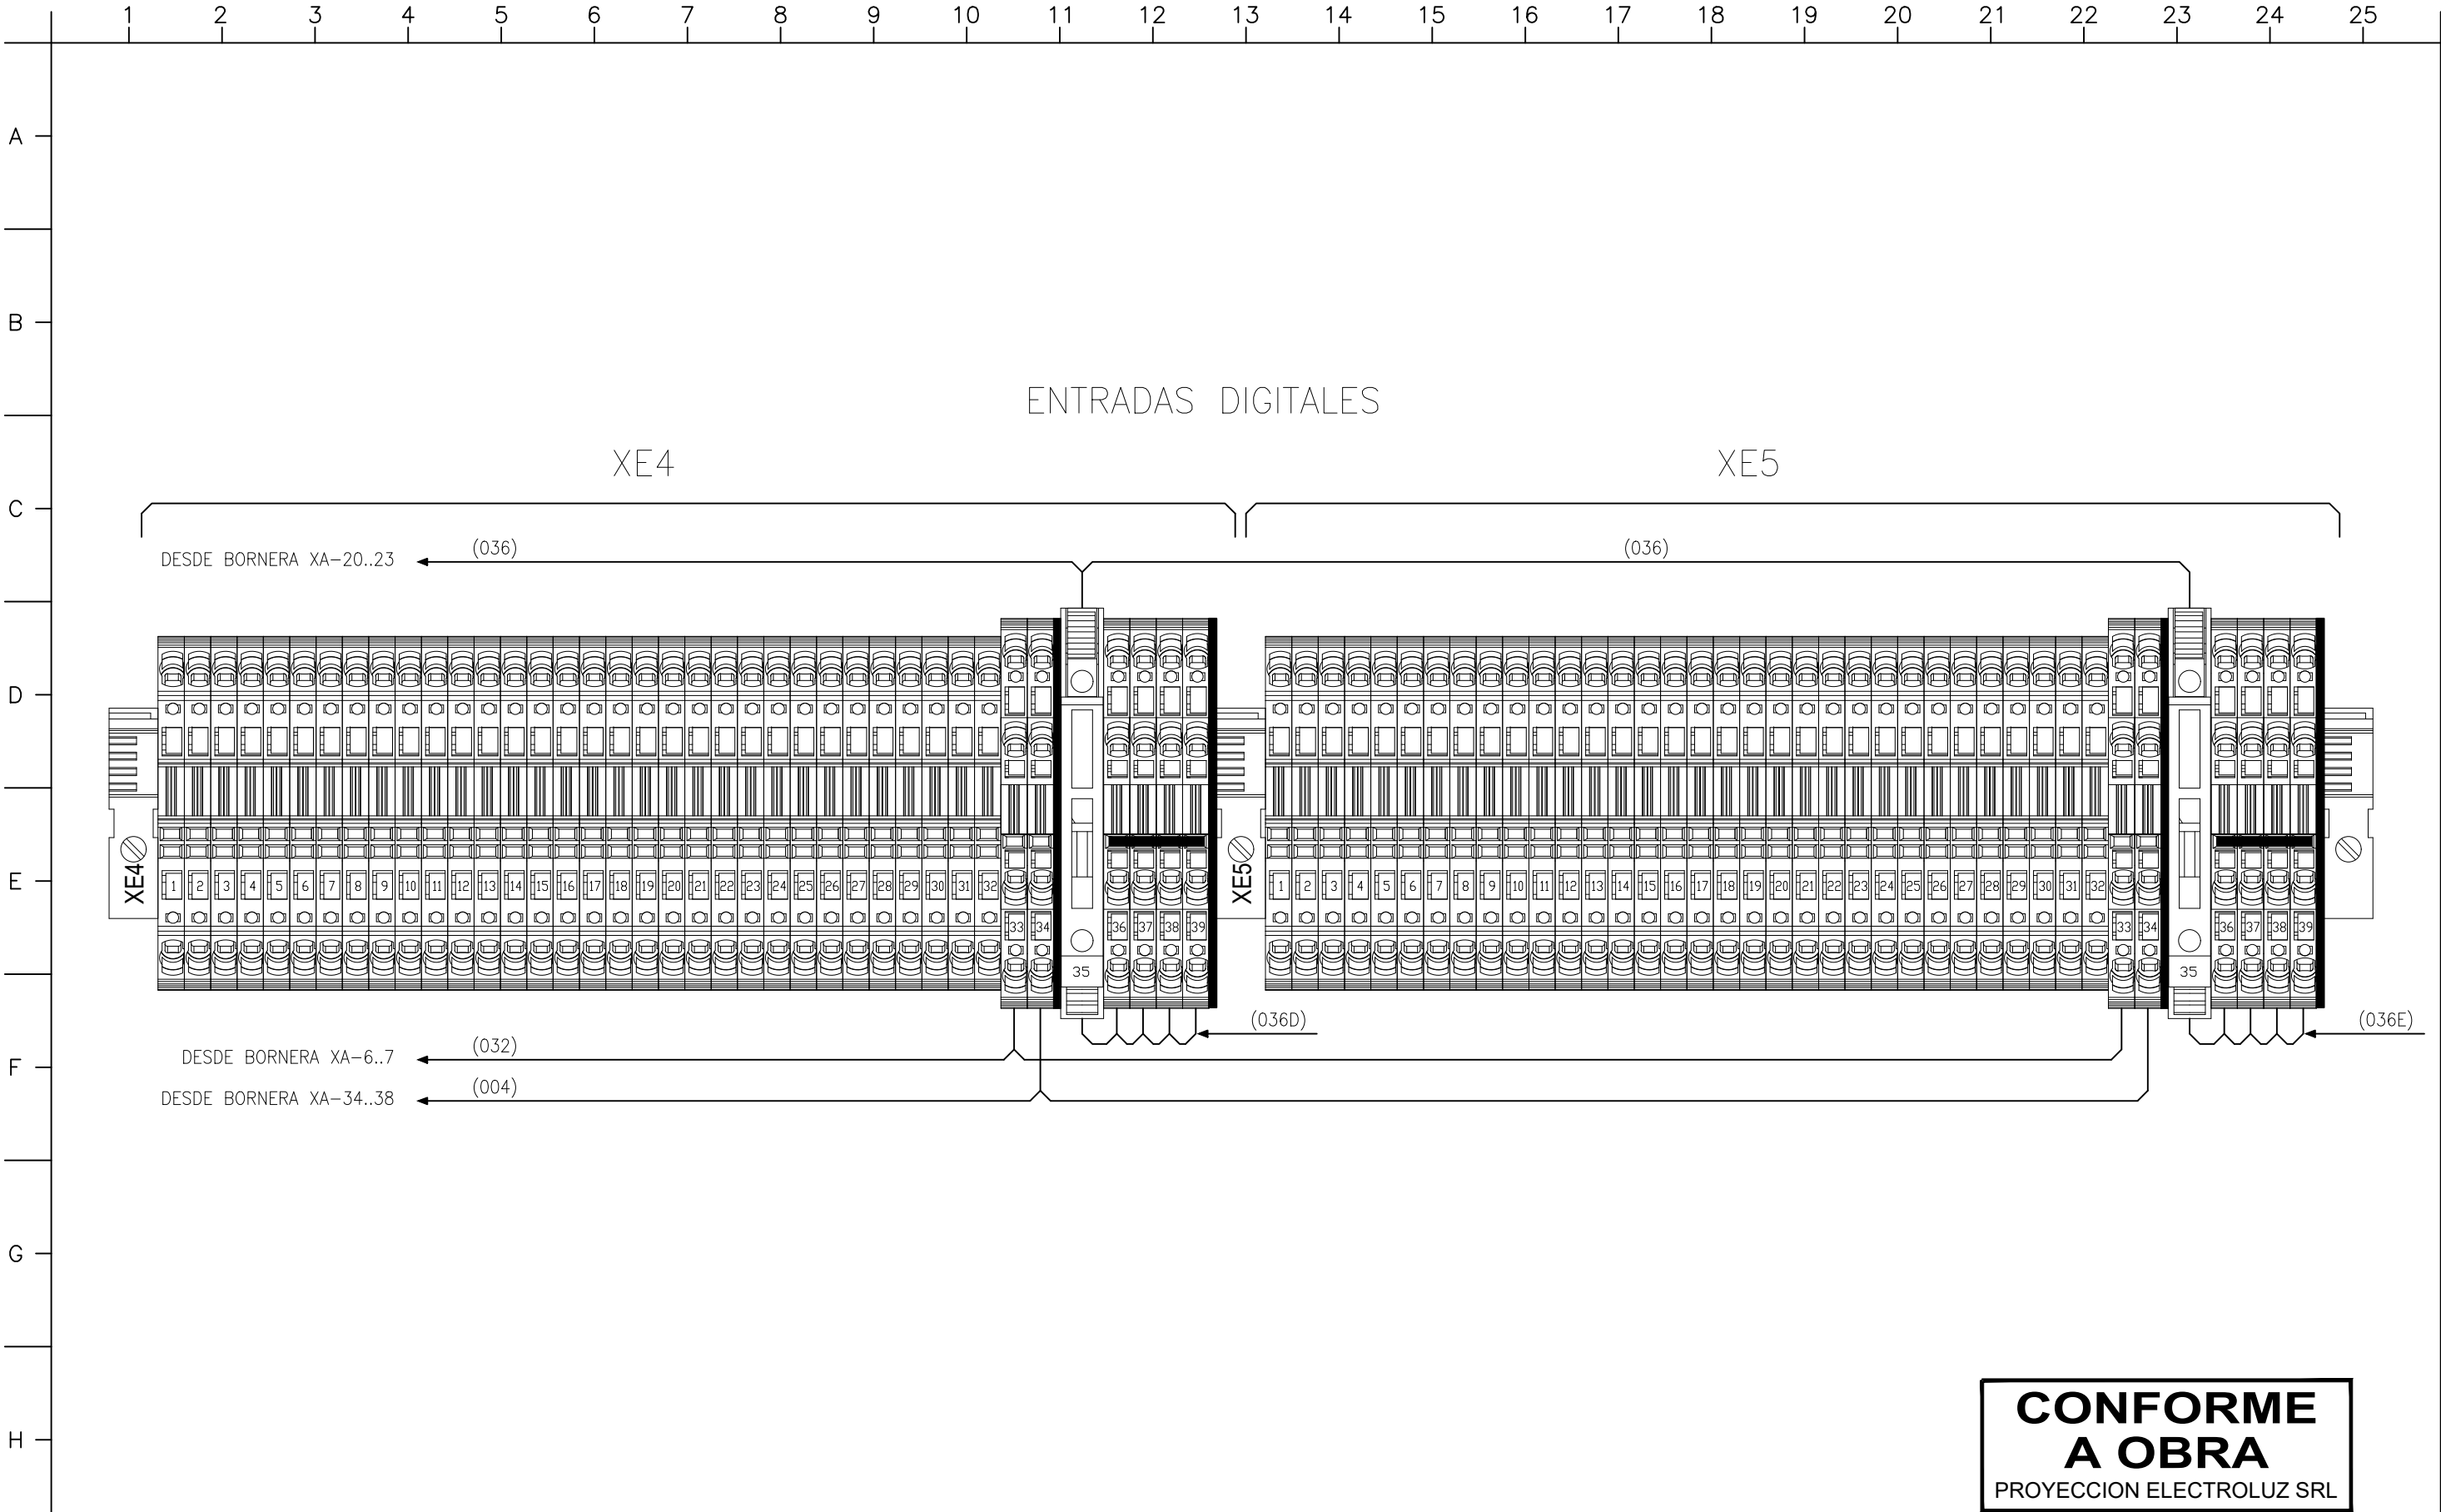 1 2 3 4 5 6 7 8 9 10 11 12 13 14 15 16 17 18 19 20 21 22 23 24 25
A
B
ENTRADAS DIGITALES
XE4 XE5
C
DESDE BORNERA XA-20..23 (036) (036)
D
E
XE4 1 2 3 4 5 6 7 8 9 10 11 12 13 14 15 16 17 18 19 20 21 22 23 24 25 26 27 28 29 30 31 32 XE5 1 2 3 4 5 6 7 8 9 10 11 12 13 14 15 16 17 18 19 20 21 22 23 24 25 26 27 28 29 30 31 32
33 34 36 37 38 39 33 34 36 37 38 39
35 35
(036D) (036E)
DESDE BORNERA XA-6..7 (032)
F
DESDE BORNERA XA-34..38 (004)
G
H
CONFORME
A OBRA
PROYECCION ELECTROLUZ SRL